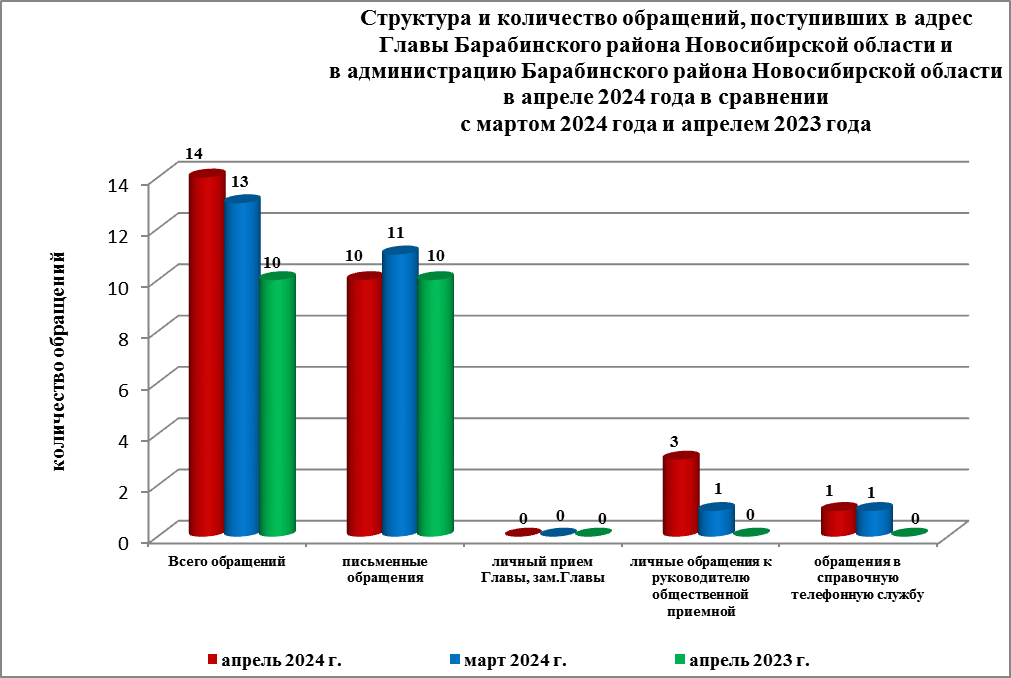 Структура и количество обращений, поступивших в адрес
Главы Барабинского района Новосибирской области и
в администрацию Барабинского района Новосибирской области
в апреле 2024 года в сравнении
с мартом 2024 года и апрелем 2023 года
количество обращений
14
12
10
8
6
4
2
0
14
13
10
10
11
10
0
0
0
3
1
0
1
1
0
Всего обращений
письменные
обращения
личный прием
Главы, зам.Главы
личные обращения к
руководителю
общественной
приемной
обращения в
справочную
телефонную службу
апрель 2024 г.
март 2024 г.
апрель 2023 г.